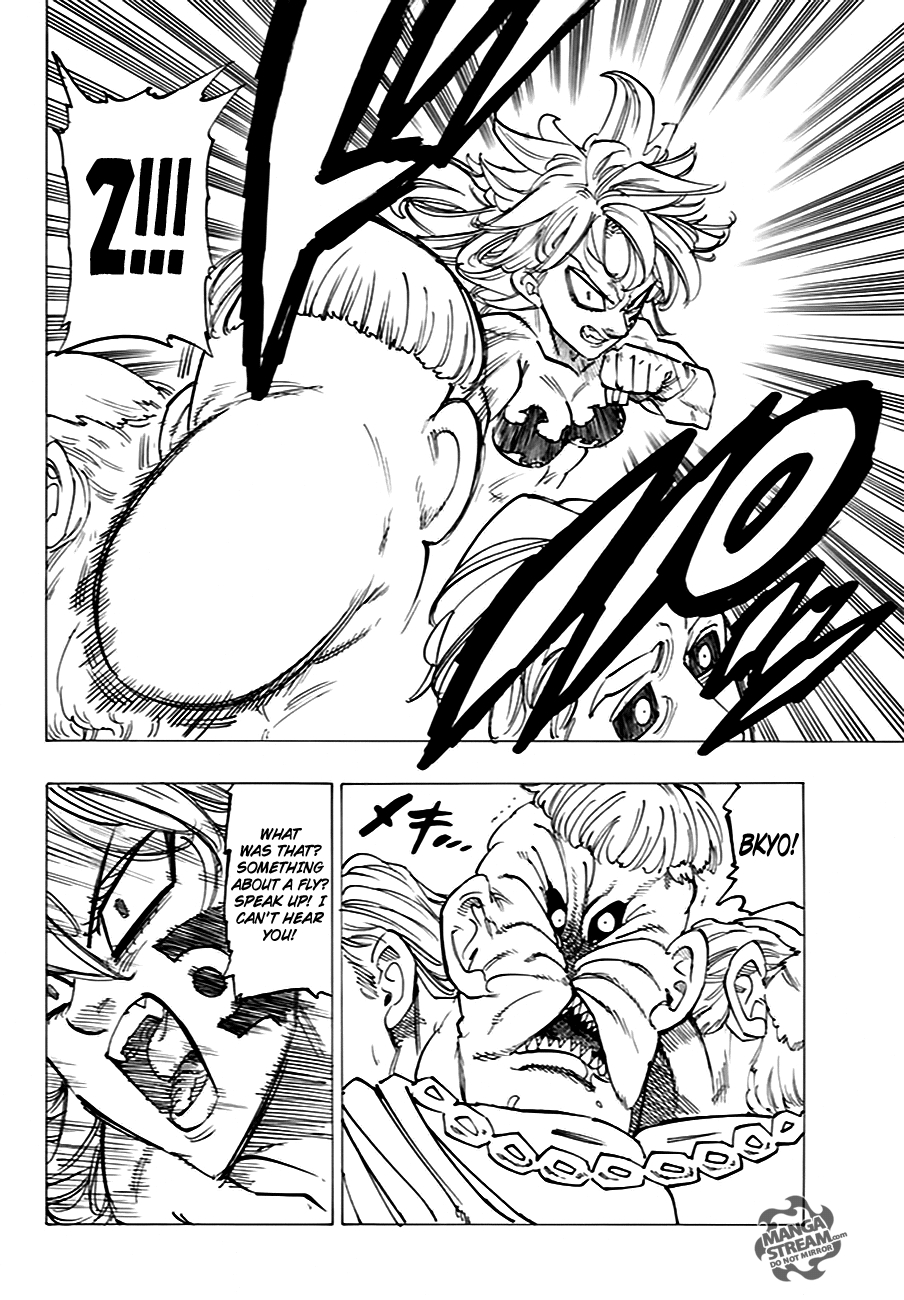 2!!!
BKYO!
メキ...
WHAT
WAS THAT?
SOMETHING
ABOUT A FLY?
SPEAK UP! I
CAN'T HEAR
YOU!
MANGA
STREAM.com
DO NOT MIRROR